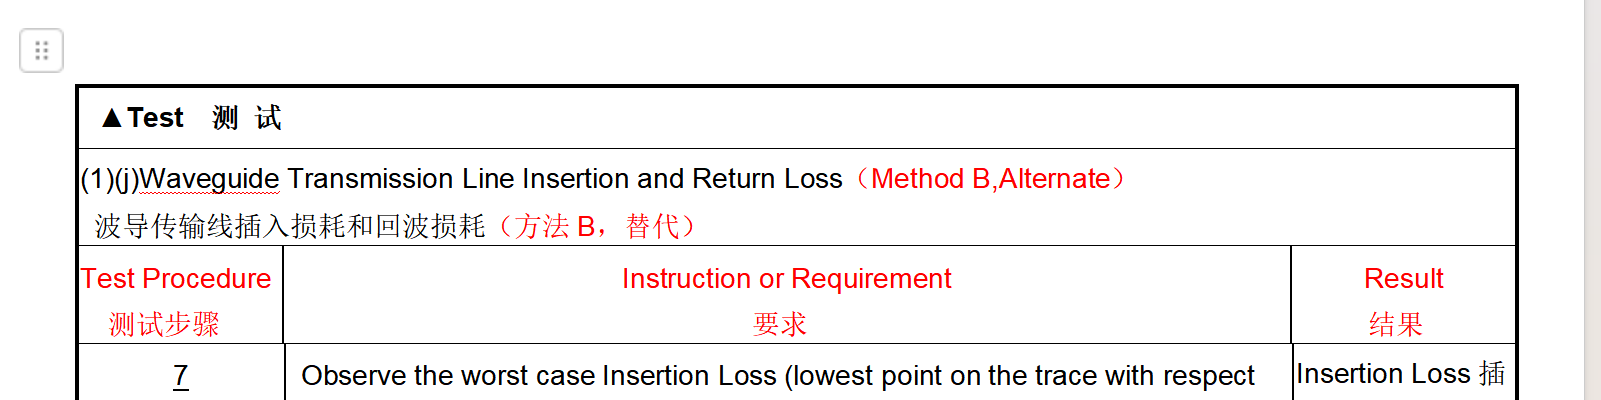 ▲Test 测 试
(1)(j)Waveguide Transmission Line Insertion and Return Loss（Method B,Alternate）
波导传输线插入损耗和回波损耗（方法 B，替代）
Test Procedure Instruction or Requirement Result
测试步骤 要求 结果
7 Observe the worst case Insertion Loss (lowest point on the trace with respect Insertion Loss 插